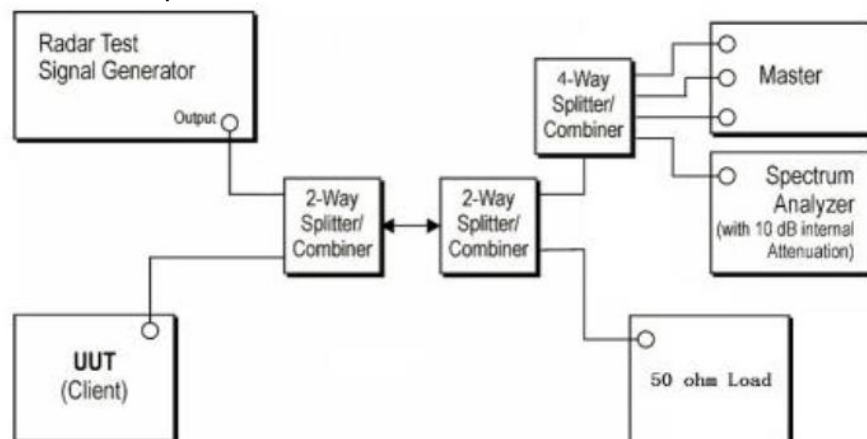 Radar Test
Signal Generator
Output
4-Way
Splitter/
Combiner
Master
Spectrum
Analyzer
(with 10 dB internal
Attenuation)
2-Way
Splitter/
Combiner
2-Way
Splitter/
Combiner
UUT
(Client)
50 ohm Load